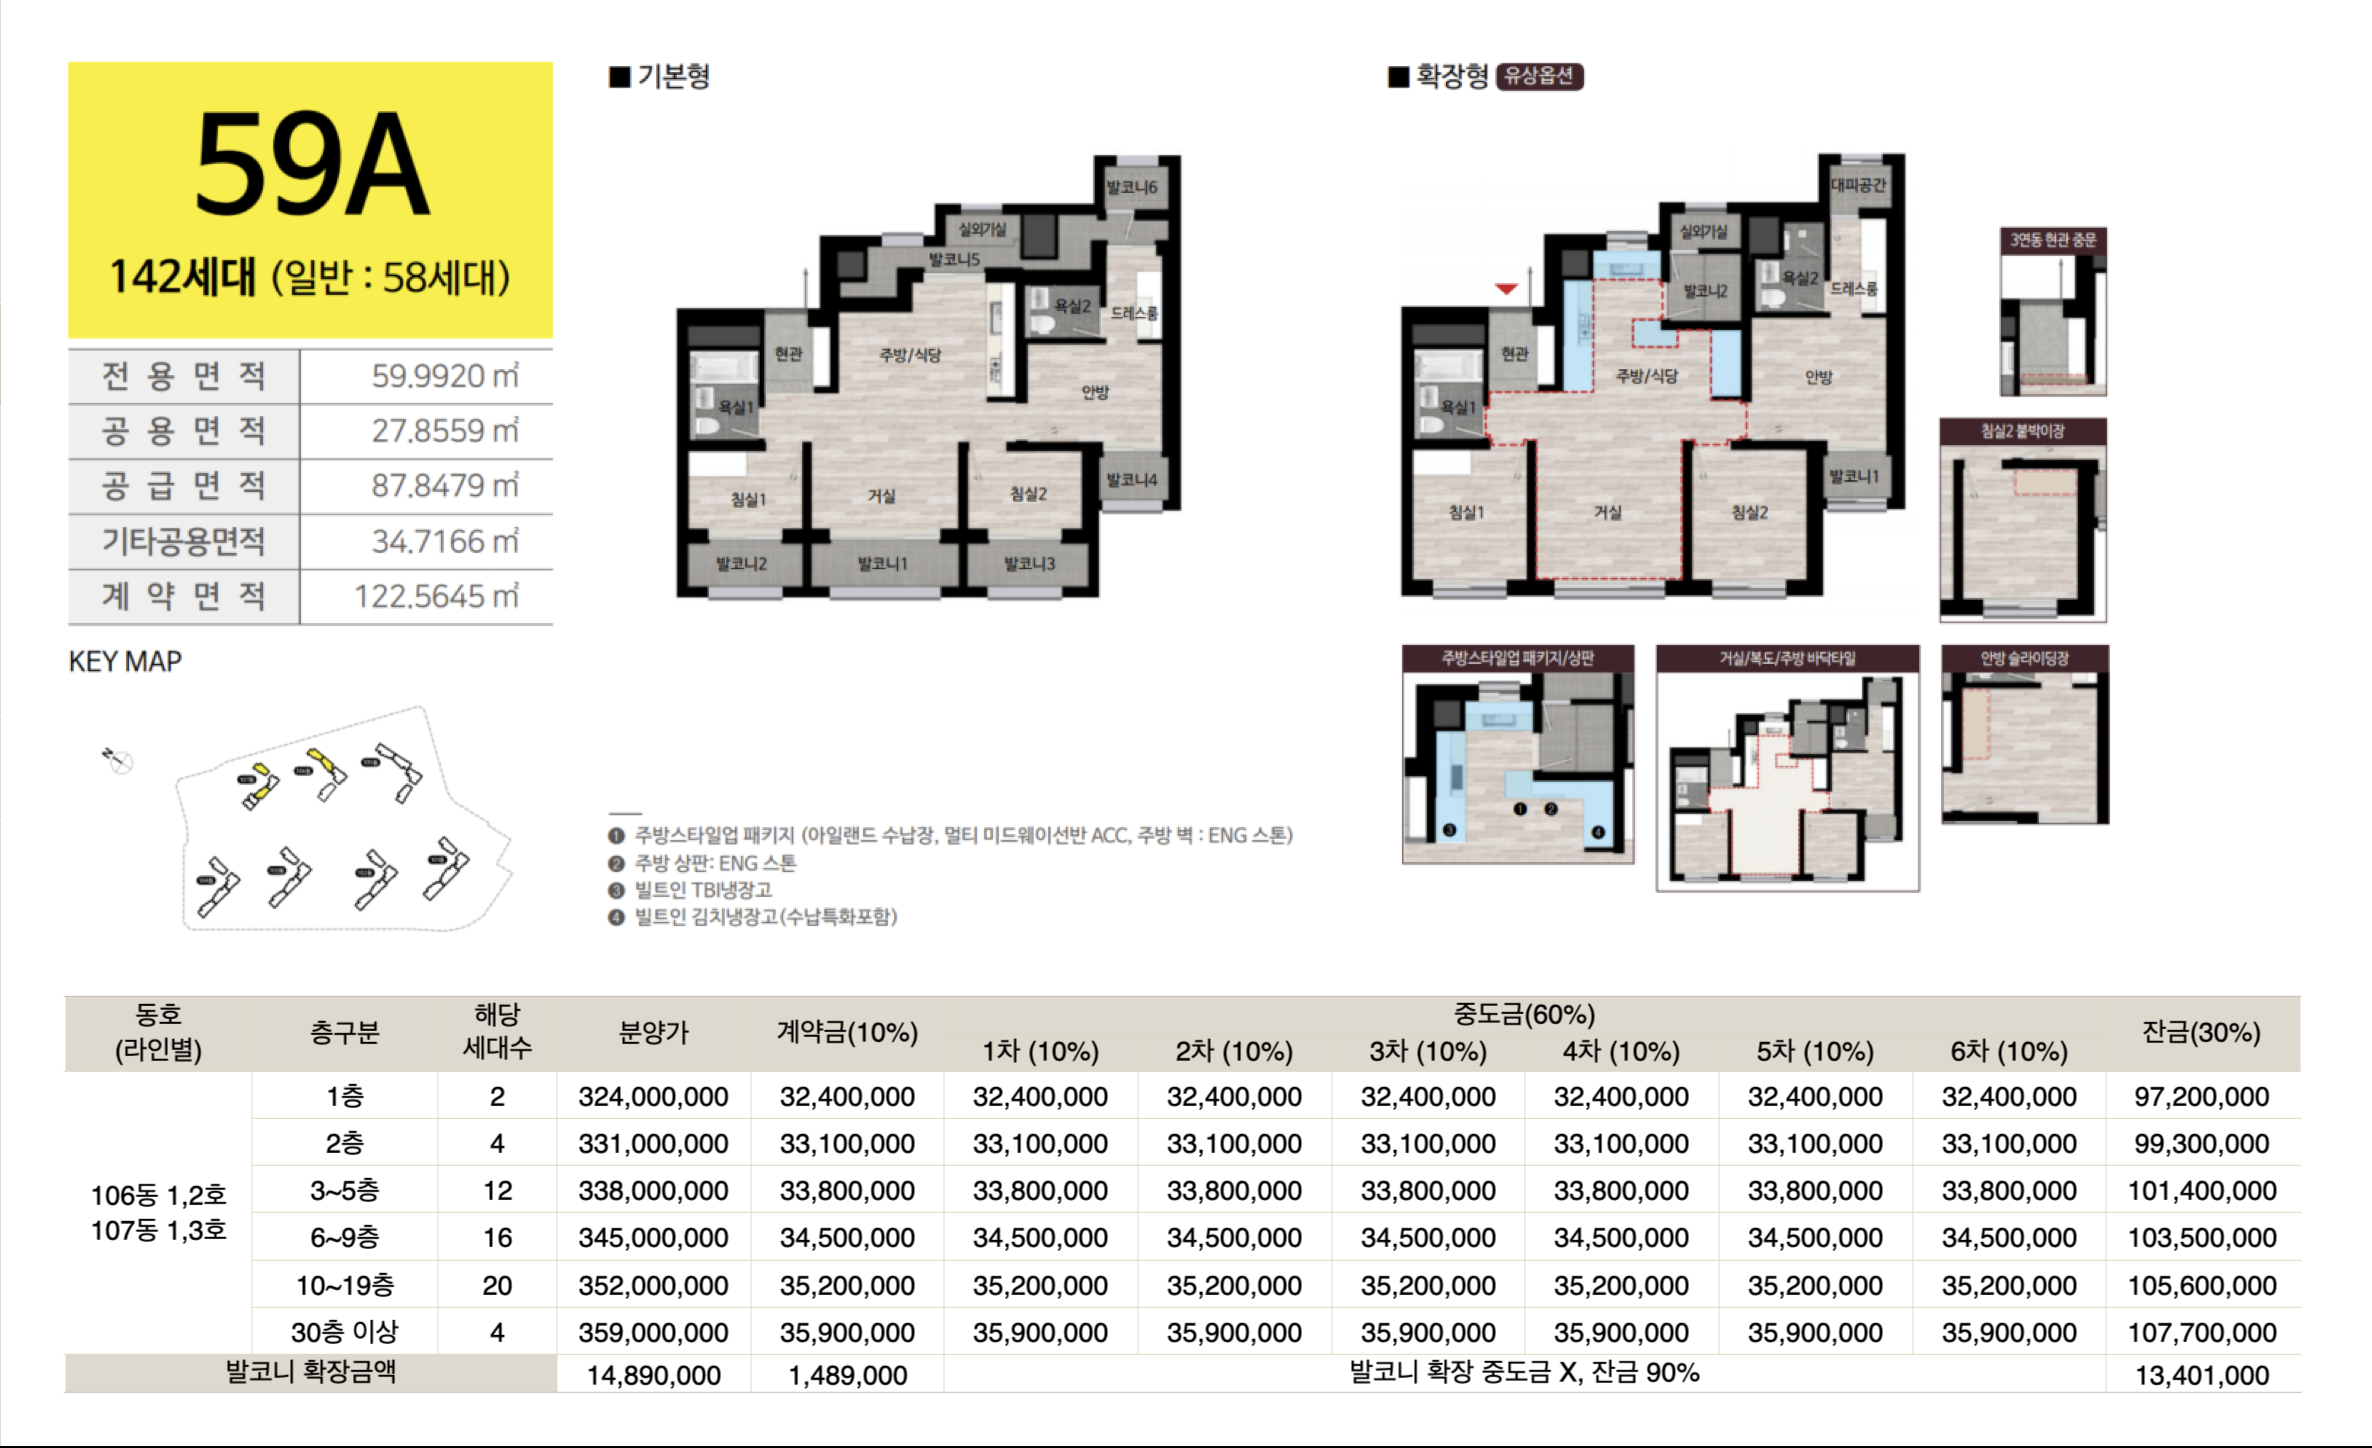 59A
142세대 (일반 : 58세대)
전용면적 59.9920 ㎡
공용면적 27.8559 ㎡
공급면적 87.8479 ㎡
기타공용면적 34.7166 ㎡
계약면적 122.5645 ㎡
KEY MAP
N
■ 기본형
발코니6
실외기실
발코니5
욕실2
드레스룸
현관
주방/식당
안방
욕실1
발코니4
침실1
거실
침실2
발코니2
발코니1
발코니3
■ 확장형 유상옵션
대피공간
실외기실
욕실2
발코니2
드레스룸
현관
주방/식당
안방
욕실1
발코니1
침실1
거실
침실2
3연동 현관 중문
침실2 붙박이장
주방스타일업 패키지/상판
1 2
3
4
거실/복도/주방 바닥타일
안방 슬라이딩장
❶ 주방스타일업 패키지 (아일랜드 수납장, 멀티 미드웨이선반 ACC, 주방 벽 : ENG 스톤)
❷ 주방 상판: ENG 스톤
❸ 빌트인 TBI냉장고
❹ 빌트인 김치냉장고(수납특화포함)
동호 (라인별) 층구분 해당 세대수 분양가 계약금(10%) 중도금(60%) 잔금(30%)
1차 (10%) 2차 (10%) 3차 (10%) 4차 (10%) 5차 (10%) 6차 (10%)
106동 1,2호
107동 1,3호
1층 2 324,000,000 32,400,000 32,400,000 32,400,000 32,400,000 32,400,000 32,400,000 32,400,000 97,200,000
2층 4 331,000,000 33,100,000 33,100,000 33,100,000 33,100,000 33,100,000 33,100,000 33,100,000 99,300,000
3~5층 12 338,000,000 33,800,000 33,800,000 33,800,000 33,800,000 33,800,000 33,800,000 33,800,000 101,400,000
6~9층 16 345,000,000 34,500,000 34,500,000 34,500,000 34,500,000 34,500,000 34,500,000 34,500,000 103,500,000
10~19층 20 352,000,000 35,200,000 35,200,000 35,200,000 35,200,000 35,200,000 35,200,000 35,200,000 105,600,000
30층 이상 4 359,000,000 35,900,000 35,900,000 35,900,000 35,900,000 35,900,000 35,900,000 35,900,000 107,700,000
발코니 확장금액 14,890,000 1,489,000 발코니 확장 중도금 X, 잔금 90% 13,401,000